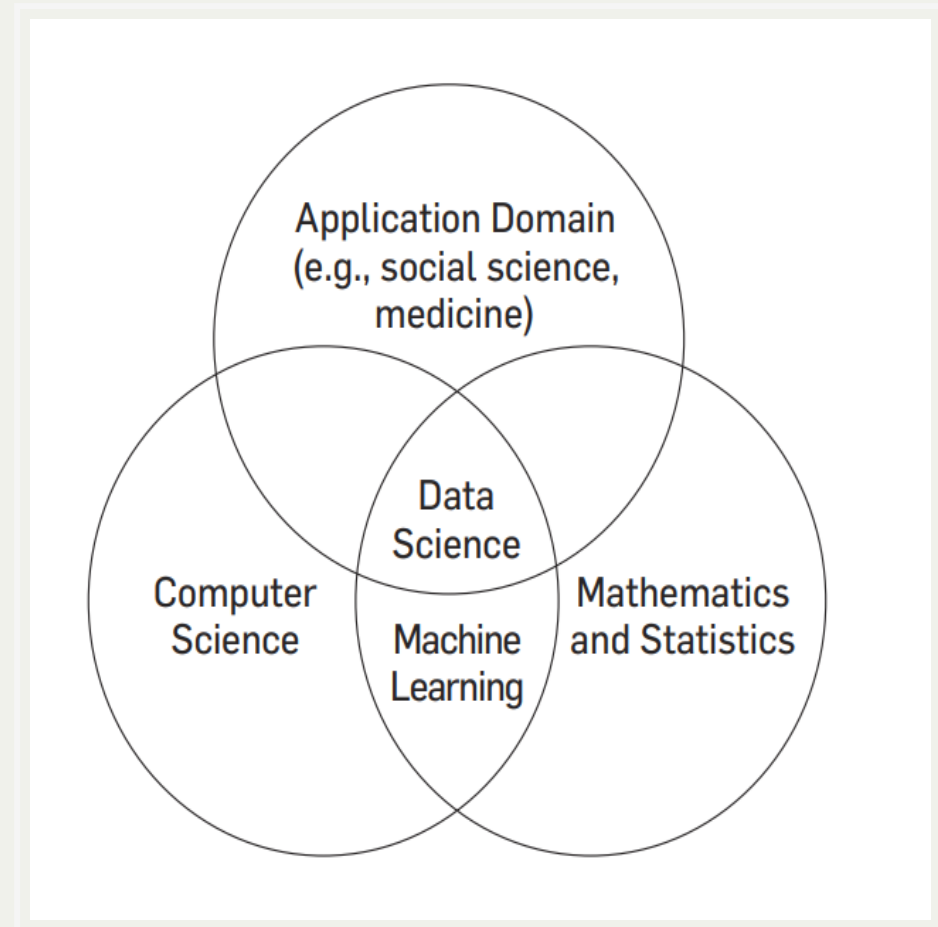 Application Domain
(e.g., social science,
medicine)
Data
Science
Computer
Science
Machine
Learning
Mathematics
and Statistics